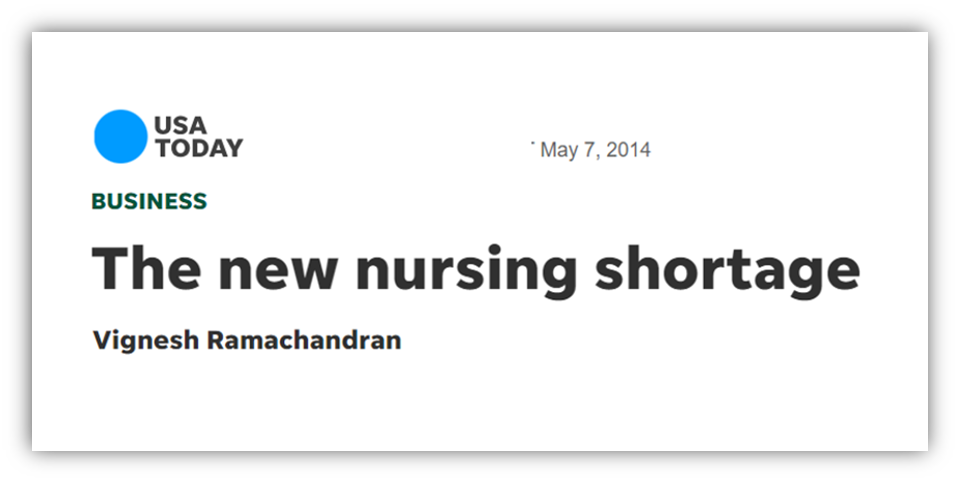 USA
TODAY
May 7, 2014
BUSINESS
The new nursing shortage
Vignesh Ramachandran